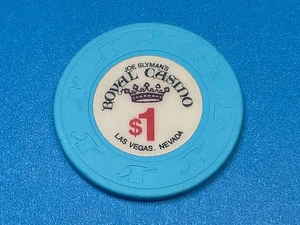 JOE SLYMAN'S
ROYAL CASINO
$1
LAS VEGAS, NEVADA